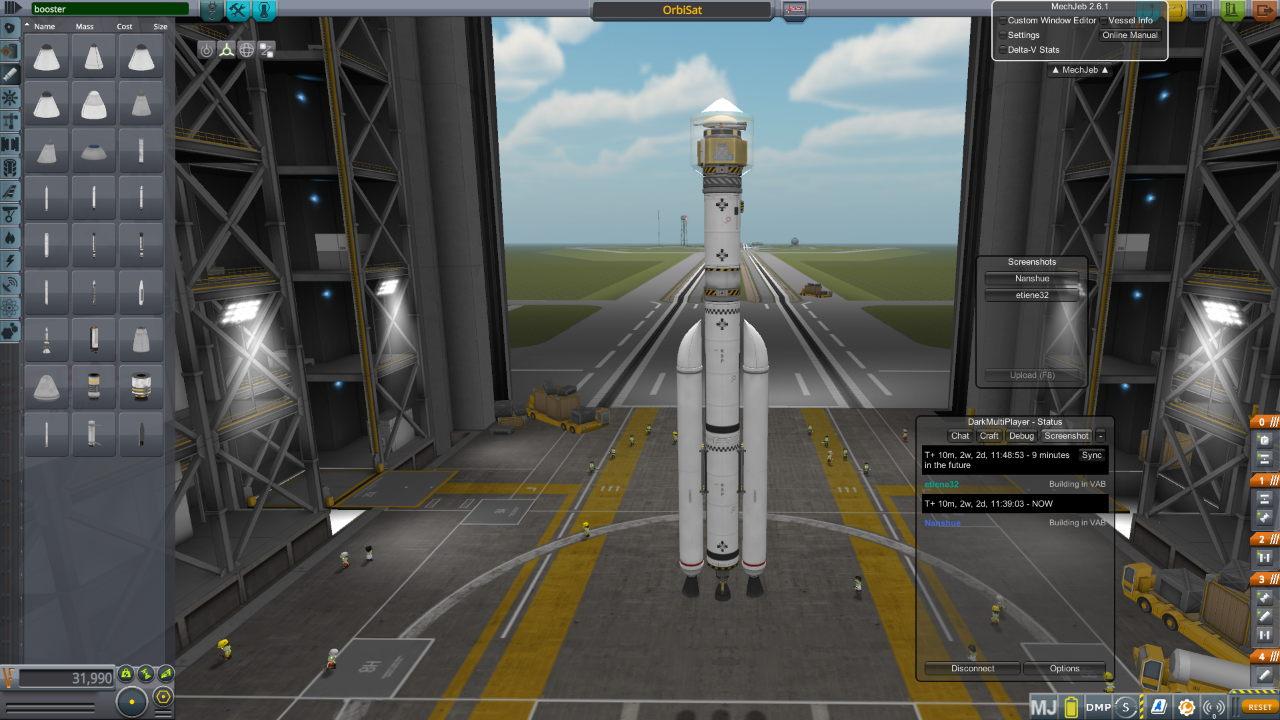 booster
OrbiSat
MechJeb 2.6.1
Name Mass Cost Size
Custom Window Editor Vessel Info
Settings Online Manual
Delta-V Stats
▲ MechJeb ▲
Screenshots
Nanshue
etiene32
Upload (F8)
DarkMultiPlayer - Status
Chat Craft Debug Screenshot -
T+ 10m, 2w, 2d, 11:48:53 - 9 minutes in the future Sync
etiene32 Building in VAB
T+ 10m, 2w, 2d, 11:39:03 - NOW
Nanshue Building in VAB
Disconnect Options
0
1
2
3
4
31,990
MJ DMP S RESET